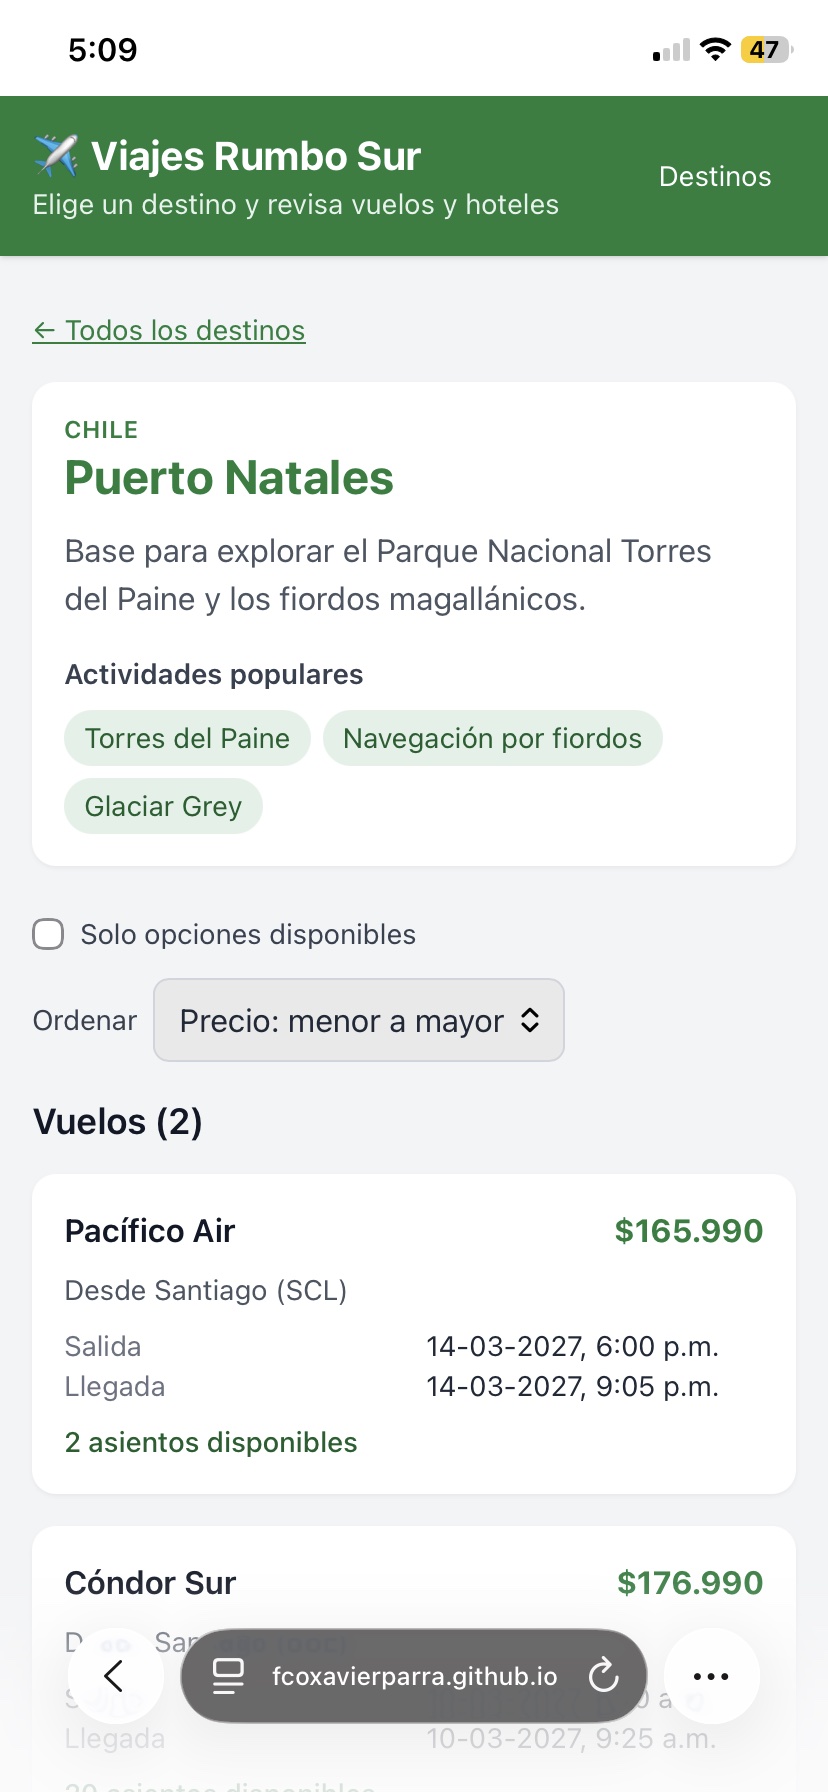 5:09
47
Viajes Rumbo Sur
Elige un destino y revisa vuelos y hoteles
Destinos
← Todos los destinos
CHILE
Puerto Natales
Base para explorar el Parque Nacional Torres
del Paine y los fiordos magallánicos.
Actividades populares
Torres del Paine
Navegación por fiordos
Glaciar Grey
Solo opciones disponibles
Ordenar
Precio: menor a mayor
Vuelos (2)
Pacífico Air
$165.990
Desde Santiago (SCL)
Salida 14-03-2027, 6:00 p.m.
Llegada 14-03-2027, 9:05 p.m.
2 asientos disponibles
Cóndor Sur
$176.990
fcoxavierparra.github.io
Llegada 10-03-2027, 9:25 a.m.